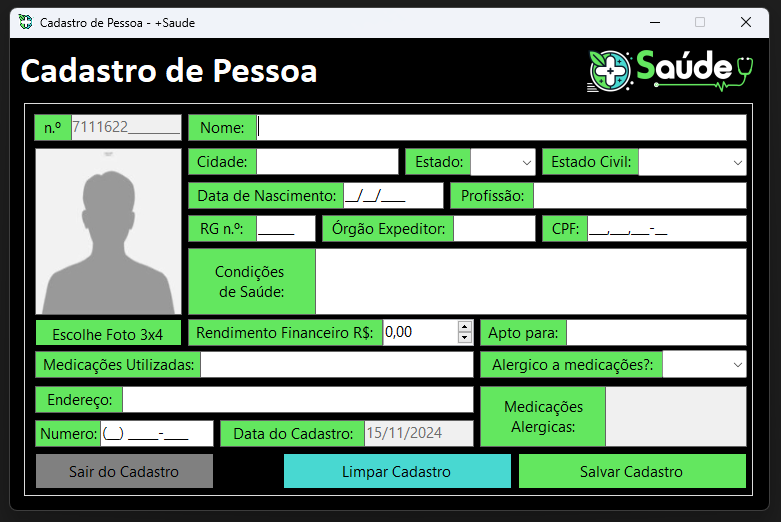 Cadastro de Pessoa - +Saude
Cadastro de Pessoa
Saúde
n.º 7111622________ Nome:
Cidade: Estado: Estado Civil:
Data de Nascimento: __/__/____ Profissão:
RG n.º: ______ Órgão Expeditor: CPF: ___.___.___-__
Condições
de Saúde:
Escolhe Foto 3x4 Rendimento Financeiro R$: 0,00 Apto para:
Medicações Utilizadas: Alergico a medicações?:
Endereço:
Medicações
Alergicas:
Numero: (__) _____-____ Data do Cadastro: 15/11/2024
Sair do Cadastro Limpar Cadastro Salvar Cadastro